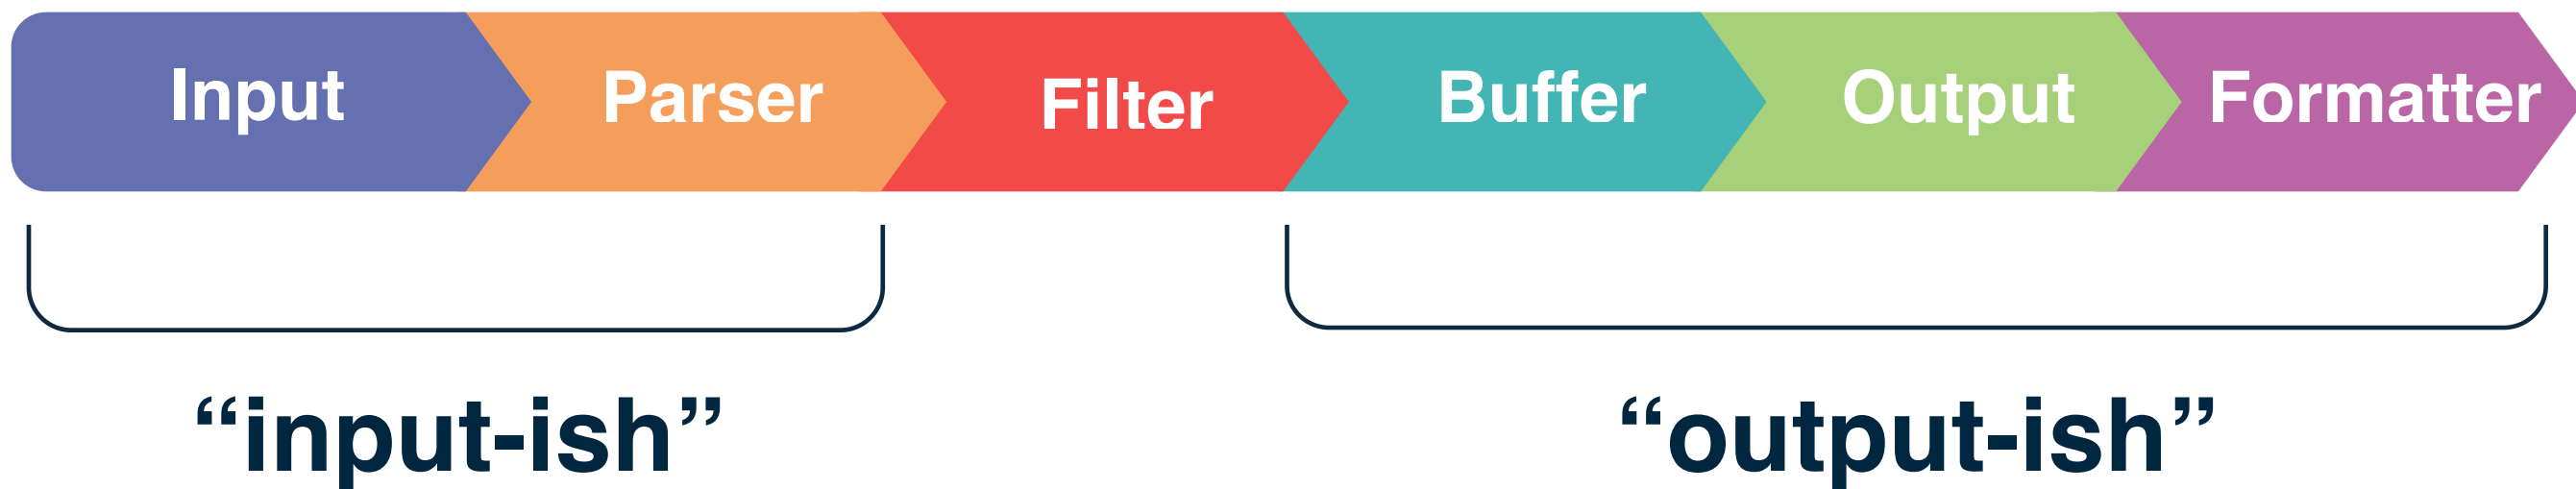 Input Parser Filter Buffer Output Formatter
“input-ish” “output-ish”